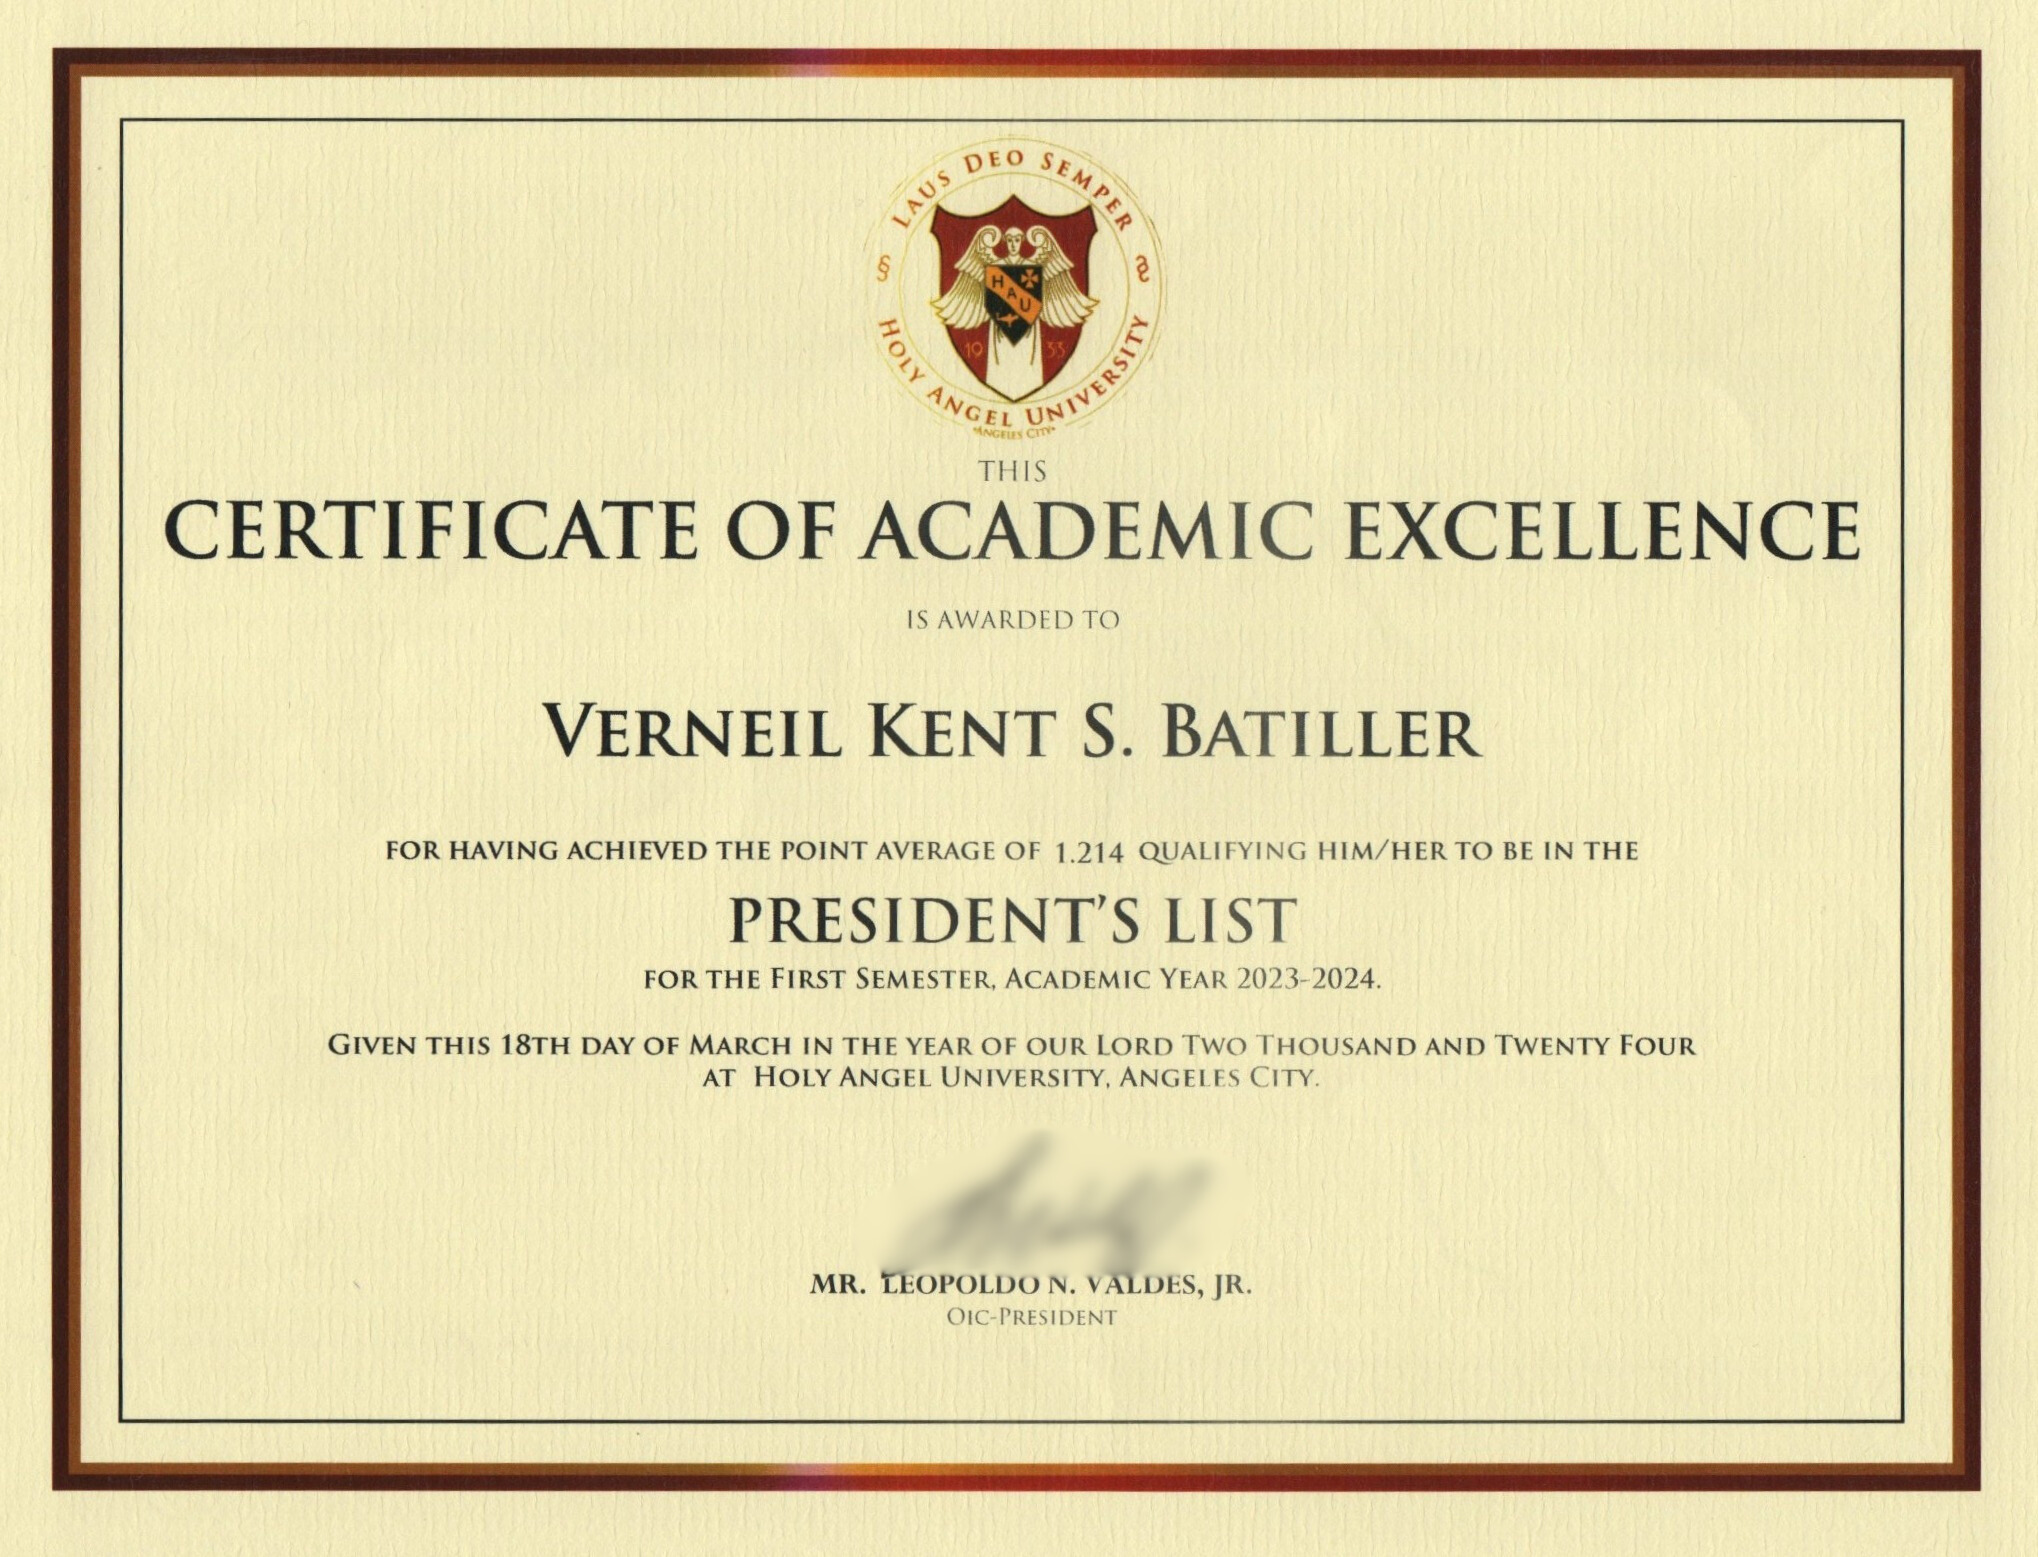 LAUS DEO SEMPER
HAU
1933
HOLY ANGEL UNIVERSITY
•ANGELES CITY•
THIS
CERTIFICATE OF ACADEMIC EXCELLENCE
IS AWARDED TO
VERNEIL KENT S. BATILLER
FOR HAVING ACHIEVED THE POINT AVERAGE OF 1.214 QUALIFYING HIM/HER TO BE IN THE
PRESIDENT'S LIST
FOR THE FIRST SEMESTER, ACADEMIC YEAR 2023-2024.
GIVEN THIS 18TH DAY OF MARCH IN THE YEAR OF OUR LORD TWO THOUSAND AND TWENTY FOUR
AT HOLY ANGEL UNIVERSITY, ANGELES CITY.
MR. LEOPOLDO N. VALDES, JR.
OIC-PRESIDENT